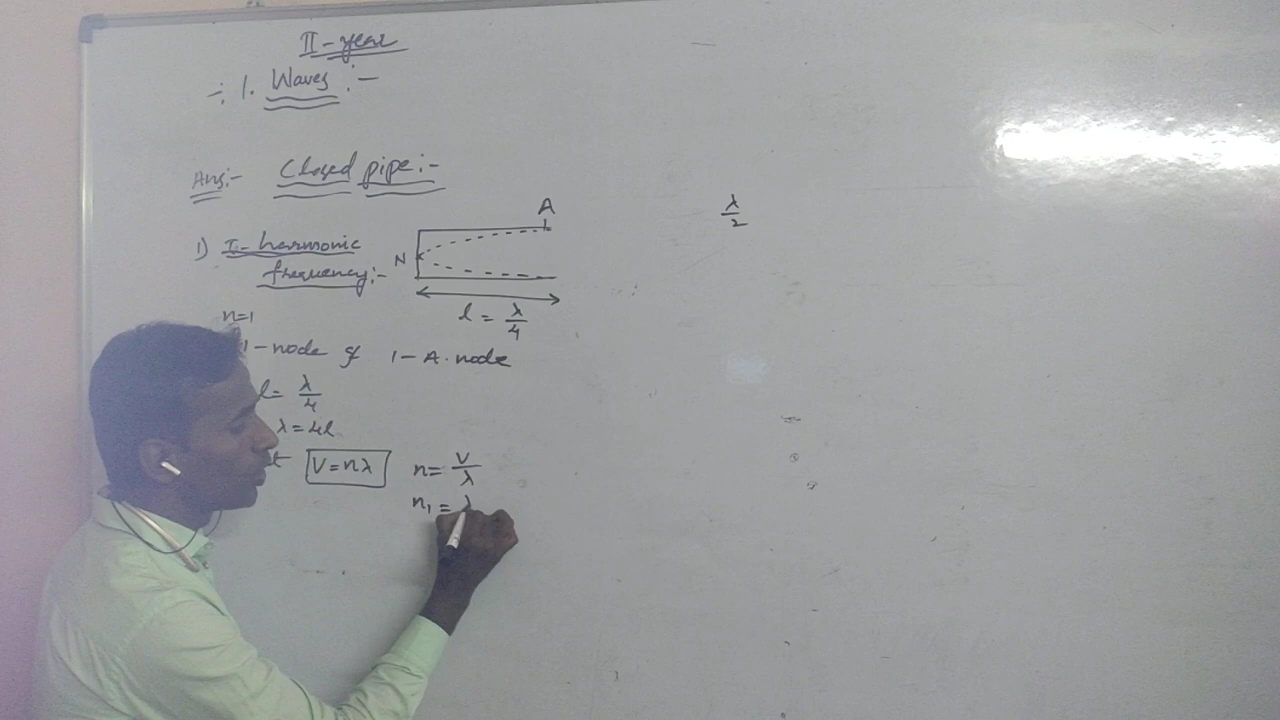 II-year
-: 1. Waves :-
Ans:- Closed pipe:-
1) I-harmonic
frequency:-
A
N
l = λ/4
λ/2
n=1
1-node & 1-A.node
l = λ/4
λ = 4l
V = nλ n = V/λ
n₁ =